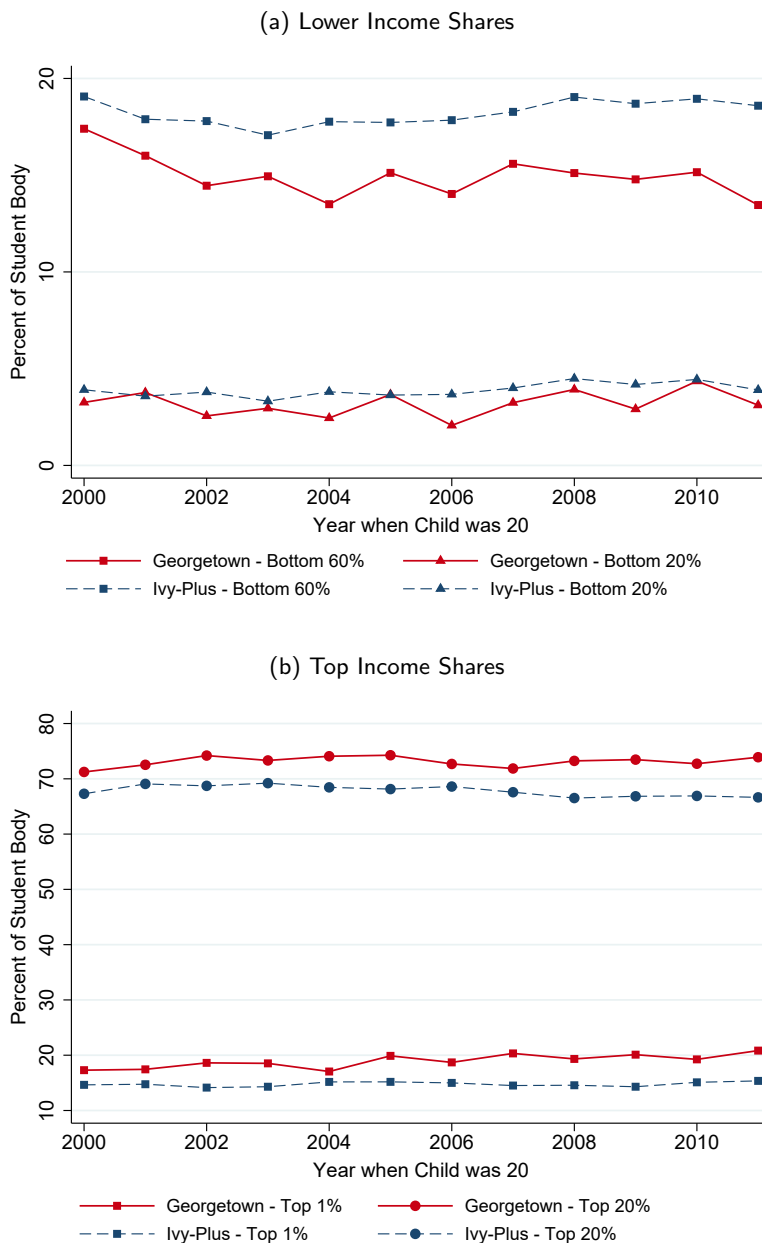 (a) Lower Income Shares
20
10
0
Percent of Student Body
2000 2002 2004 2006 2008 2010
Year when Child was 20
Georgetown - Bottom 60% Georgetown - Bottom 20%
Ivy-Plus - Bottom 60% Ivy-Plus - Bottom 20%
(b) Top Income Shares
80
70
60
50
40
30
20
10
Percent of Student Body
2000 2002 2004 2006 2008 2010
Year when Child was 20
Georgetown - Top 1% Georgetown - Top 20%
Ivy-Plus - Top 1% Ivy-Plus - Top 20%